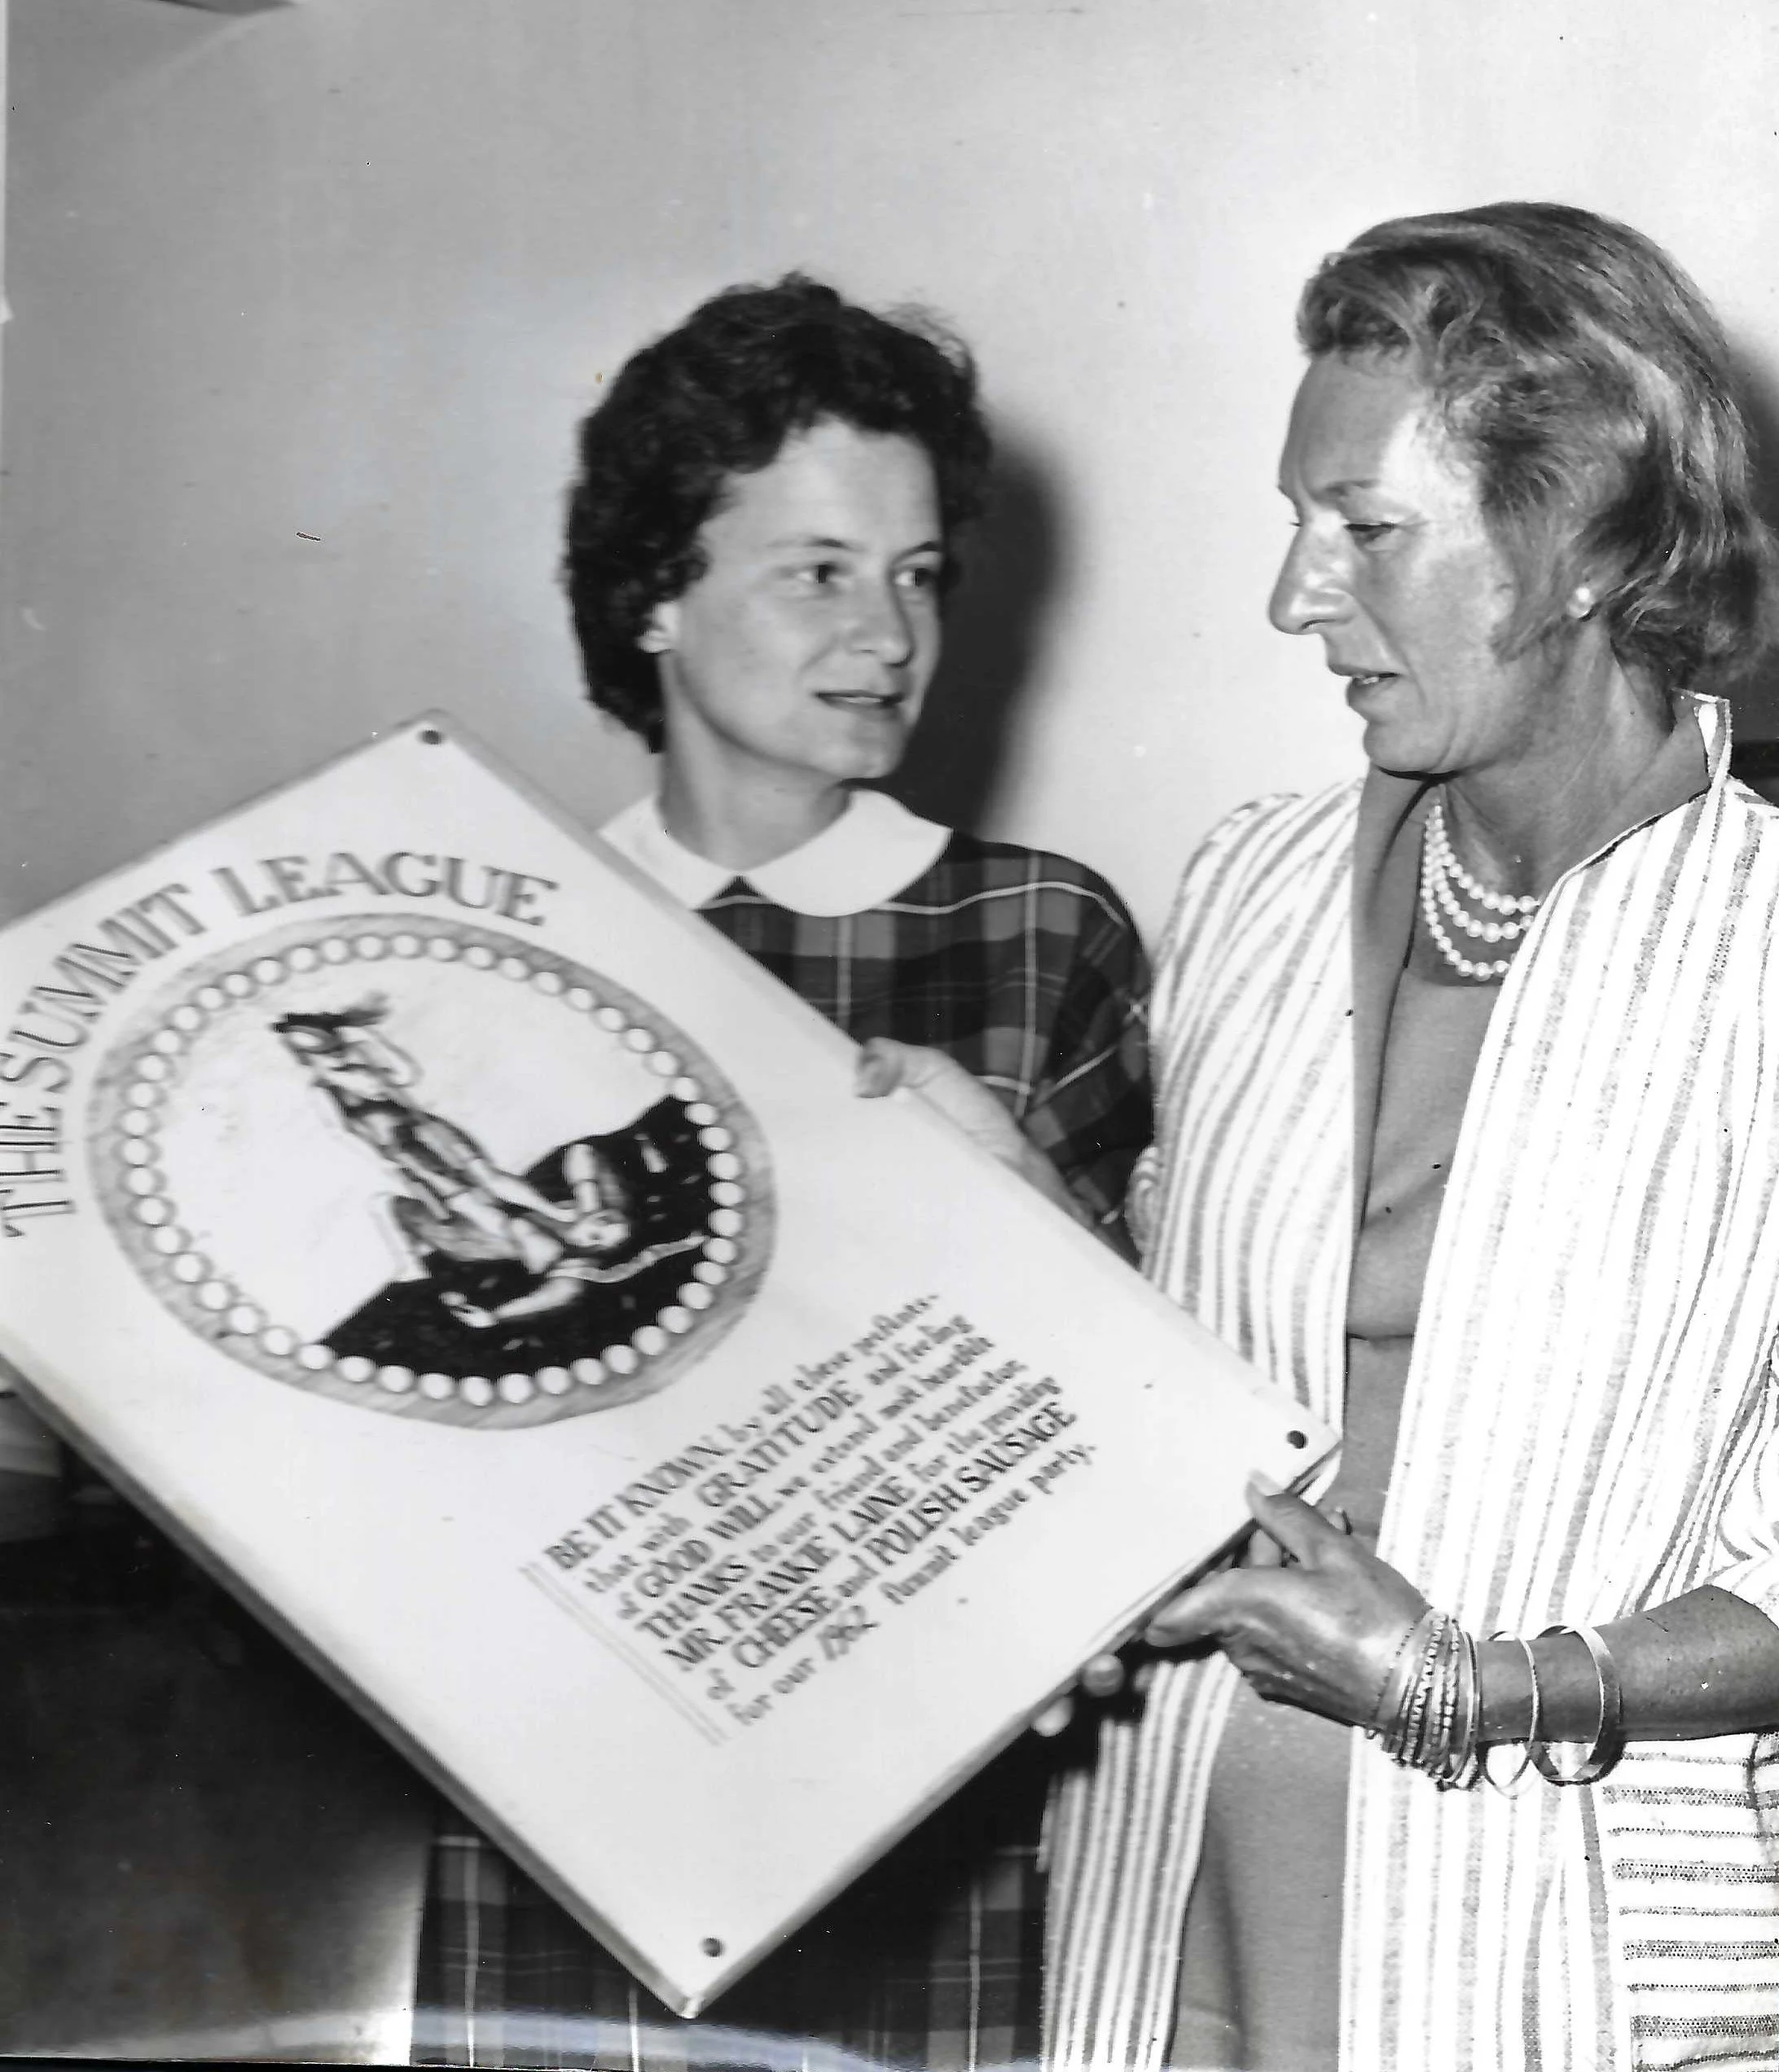 THE SUMMIT LEAGUE
BE IT KNOWN, by all these presents-
that with GRATITUDE and feeling
of GOOD WILL we extend most humble
THANKS to our friend and benefactor
MR. FRANKIE LAINE for the providing
of CHEESE and POLISH SAUSAGE
for our 1962 summit league party.